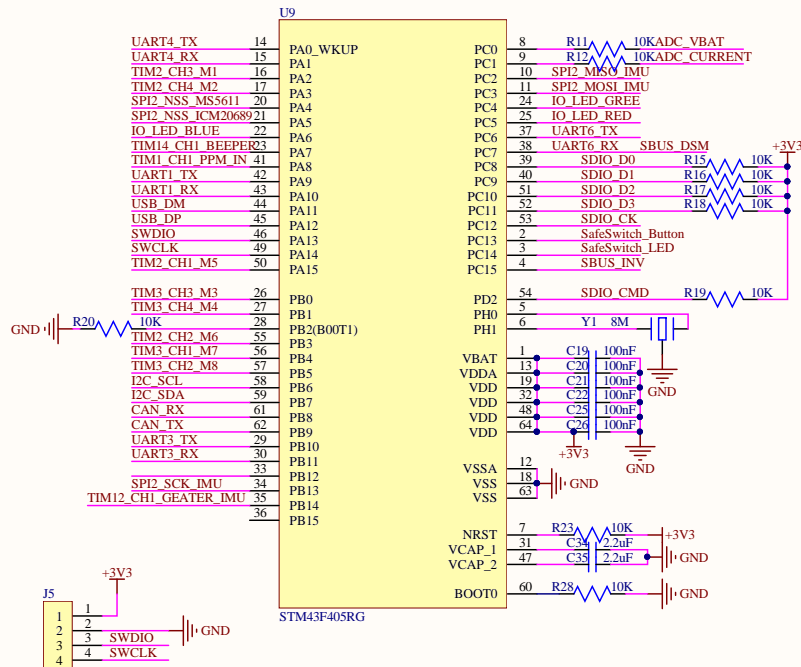 U9
UART4_TX 14 PA0_WKUP PC0 8 R11 10K ADC_VBAT
UART4_RX 15 PA1 PC1 9 R12 10K ADC_CURRENT
TIM2_CH3_M1 16 PA2 PC2 10 SPI2_MISO_IMU
TIM2_CH4_M2 17 PA3 PC3 11 SPI2_MOSI_IMU
SPI2_NSS_MS5611 20 PA4 PC4 24 IO_LED_GREE
SPI2_NSS_ICM20689 21 PA5 PC5 25 IO_LED_RED
IO_LED_BLUE 22 PA6 PC6 37 UART6_TX
TIM14_CH1_BEEPER 23 PA7 PC7 38 UART6_RX SBUS_DSM +3V3
TIM1_CH1_PPM_IN 41 PA8 PC8 39 SDIO_D0 R15 10K
UART1_TX 42 PA9 PC9 40 SDIO_D1 R16 10K
UART1_RX 43 PA10 PC10 51 SDIO_D2 R17 10K
USB_DM 44 PA11 PC11 52 SDIO_D3 R18 10K
USB_DP 45 PA12 PC12 53 SDIO_CK
SWDIO 46 PA13 PC13 2 SafeSwitch_Button
SWCLK 49 PA14 PC14 3 SafeSwitch_LED
TIM2_CH1_M5 50 PA15 PC15 4 SBUS_INV
TIM3_CH3_M3 26 PB0 PD2 54 SDIO_CMD R19 10K
TIM3_CH4_M4 27 PB1 PH0 5
GND R20 10K 28 PB2(B00T1) PH1 6 Y1 8M
TIM2_CH2_M6 55 PB3
TIM3_CH1_M7 56 PB4 VBAT 1 C19 100nF
TIM3_CH2_M8 57 PB5 VDDA 13 C20 100nF
I2C_SCL 58 PB6 VDD 19 C21 100nF GND
I2C_SDA 59 PB7 VDD 32 C22 100nF
CAN_RX 61 PB8 VDD 48 C25 100nF
CAN_TX 62 PB9 VDD 64 C26 100nF
UART3_TX 29 PB10 +3V3
UART3_RX 30 PB11 VSSA 12 GND
33 PB12 VSS 18 GND
SPI2_SCK_IMU 34 PB13 VSS 63
TIM12_CH1_GEATER_IMU 35 PB14
36 PB15
NRST 7 R23 10K +3V3
VCAP_1 31 C34 2.2uF GND
VCAP_2 47 C35 2.2uF
BOOT0 60 R28 10K GND
STM43F405RG
+3V3
J5
1 1
2 2 GND
3 3 SWDIO
4 4 SWCLK